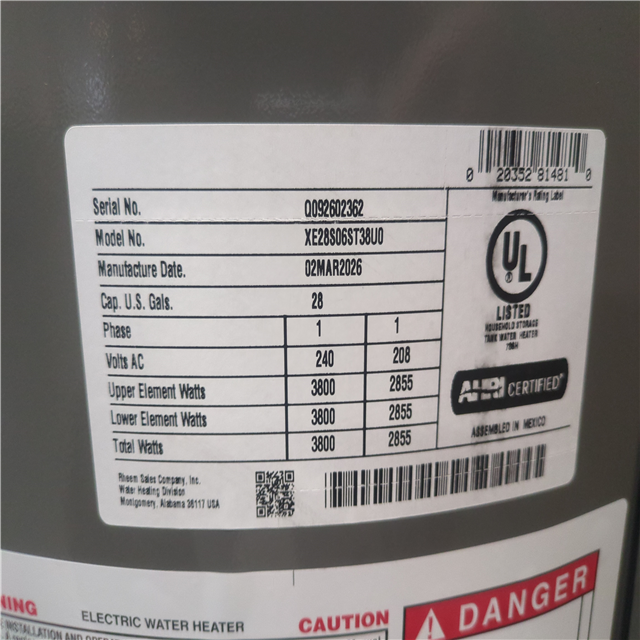 0 20352 81481 0
Manufacturer's Rating Label
Serial No. Q092602362
Model No. XE28S06ST38U0
Manufacture Date. 02MAR2026
Cap. U.S. Gals. 28
Phase 1 1
Volts AC 240 208
Upper Element Watts 3800 2855
Lower Element Watts 3800 2855
Total Watts 3800 2855
UL
LISTED
HOUSEHOLD STORAGE
TANK WATER HEATER
AHRI CERTIFIED®
ASSEMBLED IN MEXICO
Rheem Sales Company, Inc.
Water Heating Division
Montgomery, Alabama 36117 USA
ELECTRIC WATER HEATER
CAUTION
DANGER